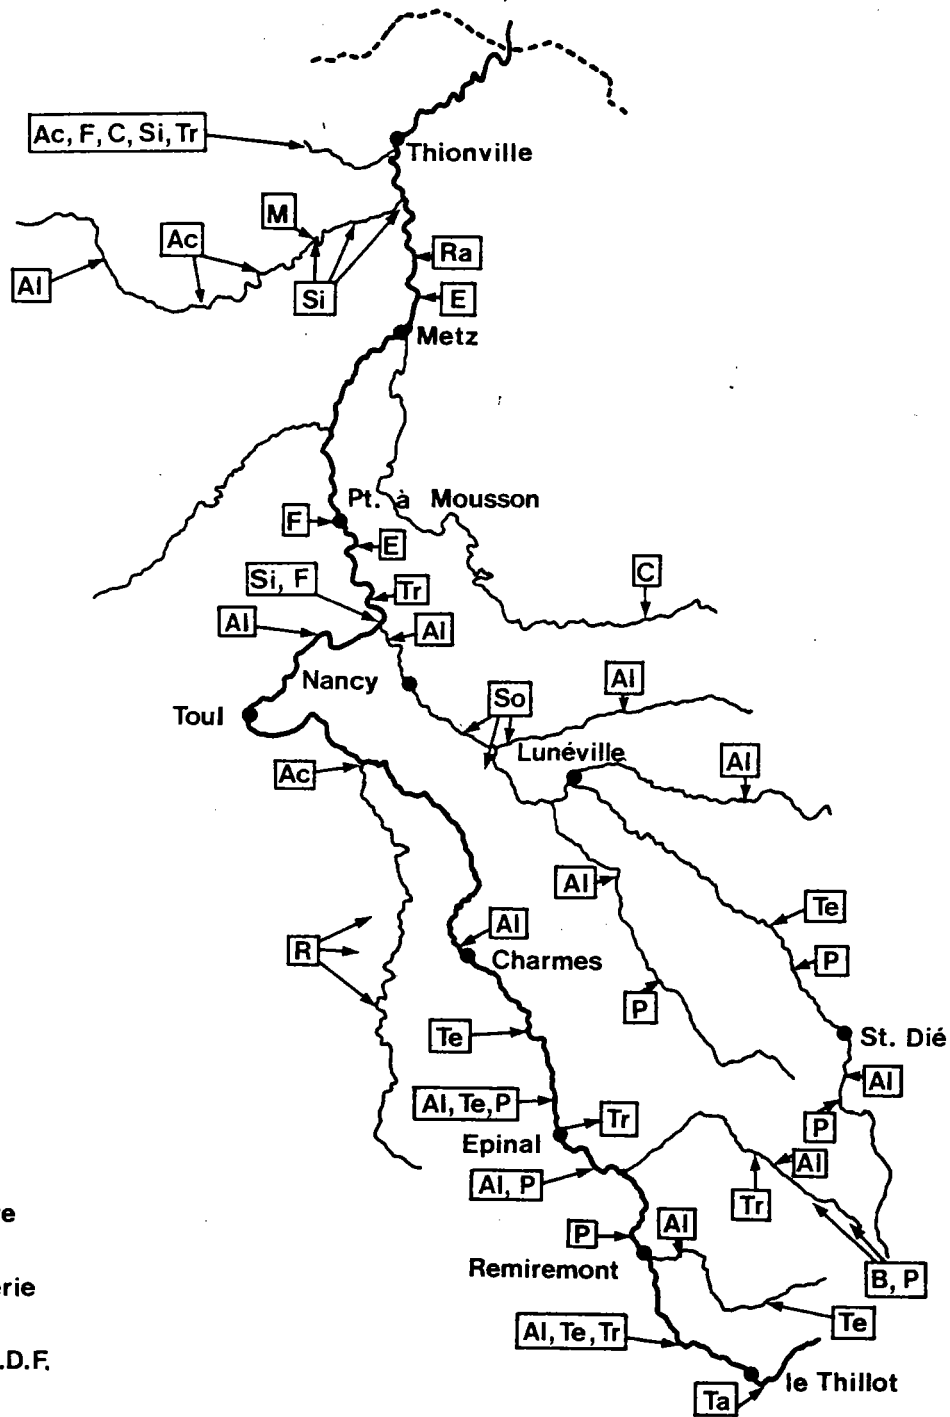 Ac, F, C, Si, Tr
Thionville
M
Ac
Al
Ra
Si
E
Metz
Pt. à Mousson
F
E
C
Si, F
Tr
Al
Al
Nancy
Al
So
Toul
Lunéville
Al
Ac
Al
Te
Al
R
Charmes
P
P
Te
St. Dié
Al
Al, Te, P
Tr
P
Epinal
Al
Al, P
Tr
re
P
Al
Remiremont
B, P
érie
Te
Al, Te, Tr
.D.F.
le Thillot
Ta